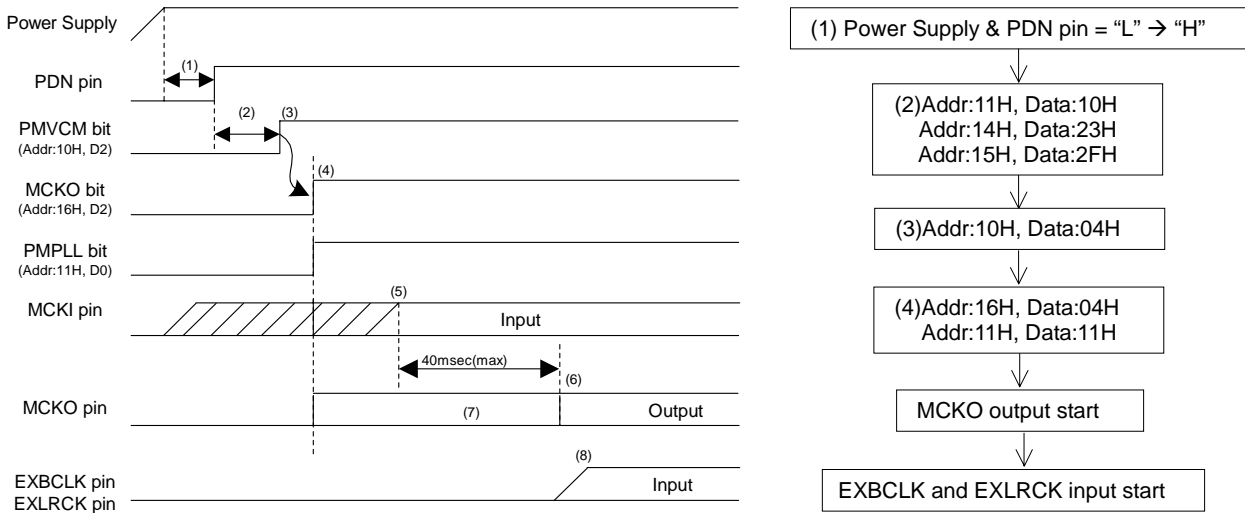 Power Supply
(1)
PDN pin
(2)
(3)
PMVCM bit
(Addr:10H, D2)
(4)
MCKO bit
(Addr:16H, D2)
PMPLL bit
(Addr:11H, D0)
(5)
MCKI pin
Input
40msec(max)
(6)
MCKO pin
(7)
Output
(8)
EXBCLK pin
EXLRCK pin
Input
(1) Power Supply & PDN pin = “L” → “H”
(2)Addr:11H, Data:10H
Addr:14H, Data:23H
Addr:15H, Data:2FH
(3)Addr:10H, Data:04H
(4)Addr:16H, Data:04H
Addr:11H, Data:11H
MCKO output start
EXBCLK and EXLRCK input start